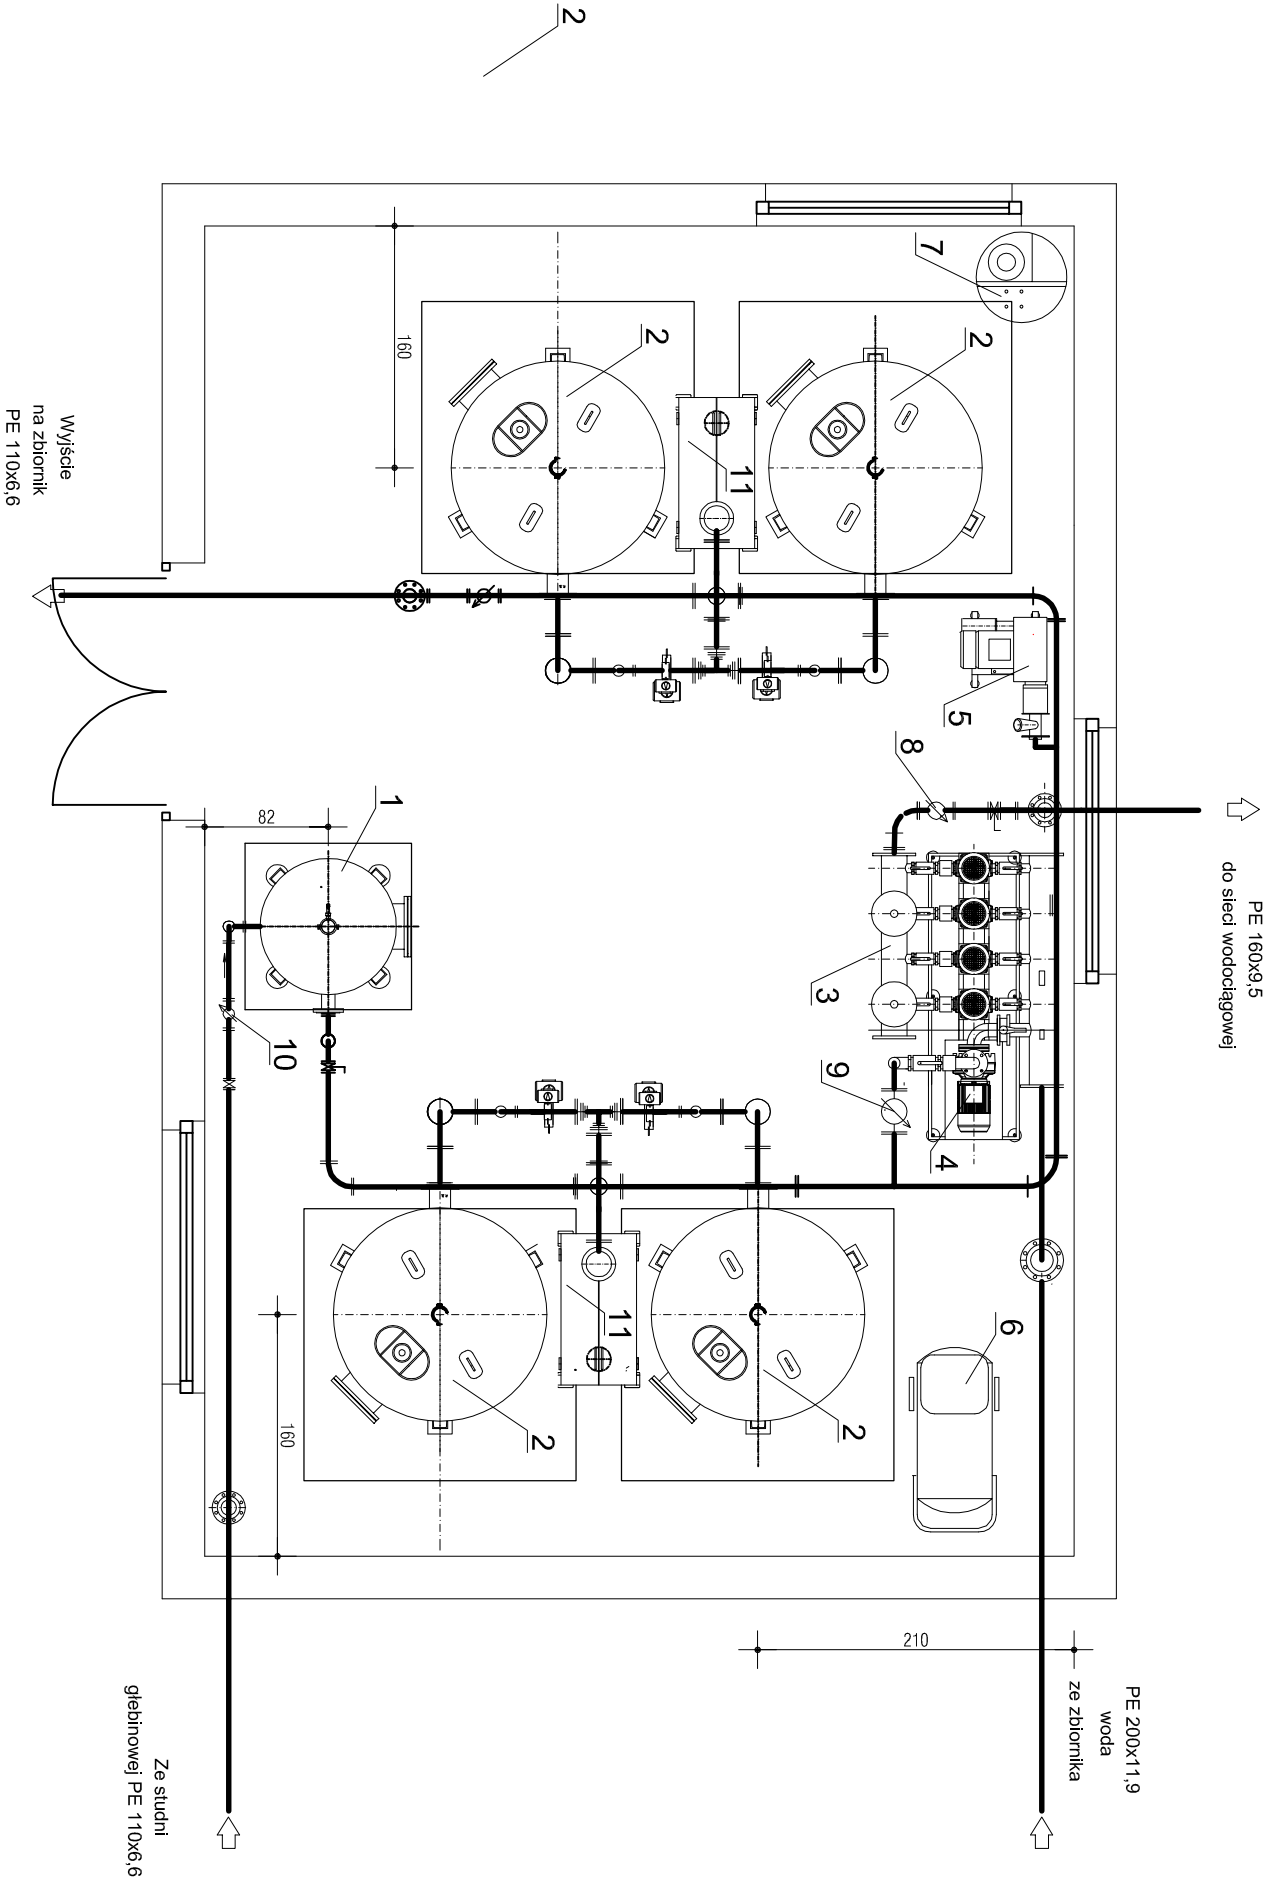 2
7
2
2
160
11
Wyjście
na zbiornik
PE 110x6,6
5
8
1
82
3
PE 160x9,5
do sieci wodociągowej
10
9
4
6
11
2
2
160
210
PE 200x11,9
woda
ze zbiornika
Ze studni
głebinowej PE 110x6,6